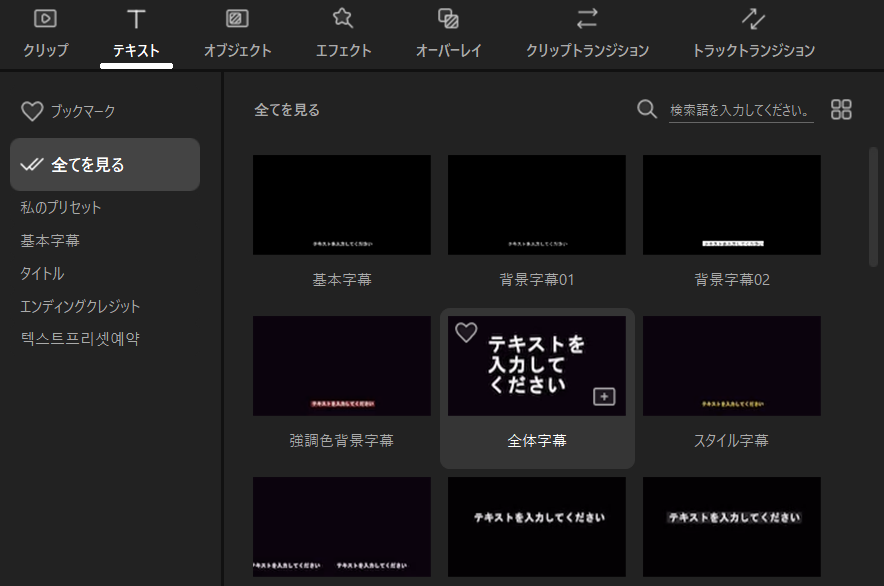 クリップ
テキスト
オブジェクト
エフェクト
オーバーレイ
クリップトランジション
トラックトランジション
ブックマーク
全てを見る
私のプリセット
基本字幕
タイトル
エンディングクレジット
텍스트프리셋예약
全てを見る
検索語を入力してください。
テキストを入力してください
テキストを入力してください
テキストを入力してください
基本字幕
背景字幕01
背景字幕02
テキストを入力してください
テキストを
入力して
ください
テキストを入力してください
強調色背景字幕
全体字幕
スタイル字幕
テキストを入力してください
テキストを入力してください
テキストを入力してください
テキストを入力してください